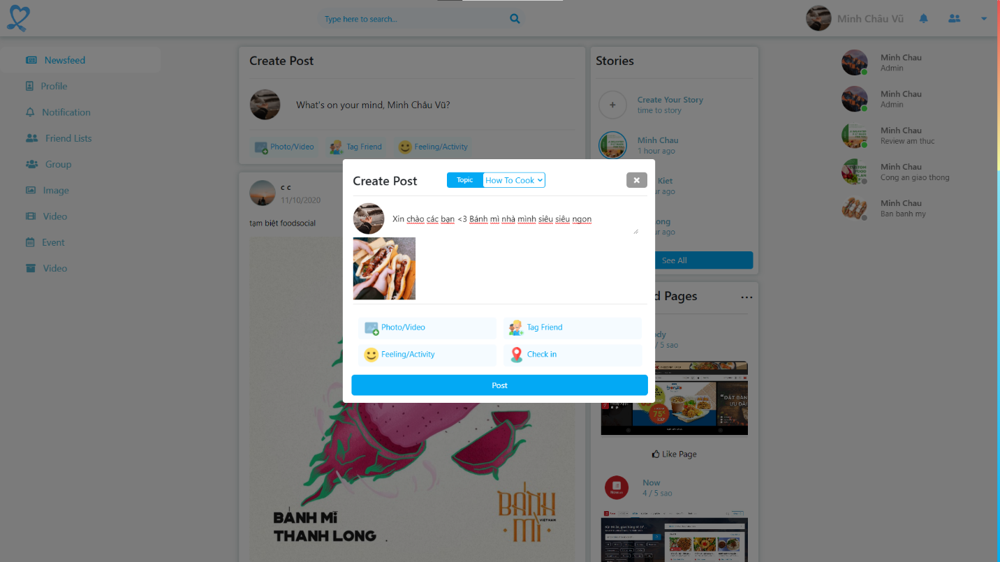 Type here to search...
Minh Châu Vũ
Newsfeed
Profile
Notification
Friend Lists
Group
Image
Video
Event
Video
Create Post
What's on your mind, Minh Châu Vũ?
Photo/Video
Tag Friend
Feeling/Activity
c c
11/10/2020
tạm biệt foodsocial
BÁNH MÌ
THANH LONG
BÁNH
MÌ
VIETNAM
Create Post
Topic
How To Cook
Xin chào các bạn <3 Bánh mì nhà mình siêu siêu ngon
Photo/Video
Tag Friend
Feeling/Activity
Check in
Post
Stories
Create Your Story
time to story
Minh Chau
1 hour ago
Kiet
ago
ago
See All
Pages
/ 5 sao
ĐẶT BÀN
ƯU ĐÃI
75K
Like Page
Now
4 / 5 sao
Minh Chau
Admin
Minh Chau
Admin
Minh Chau
Review am thuc
Minh Chau
Cong an giao thong
Minh Chau
Ban banh my